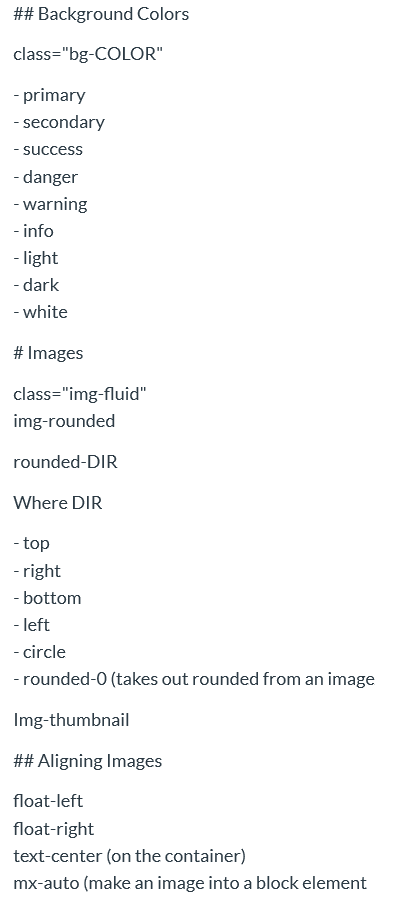 ## Background Colors
class="bg-COLOR"
- primary
- secondary
- success
- danger
- warning
- info
- light
- dark
- white
# Images
class="img-fluid"
img-rounded
rounded-DIR
Where DIR
- top
- right
- bottom
- left
- circle
- rounded-0 (takes out rounded from an image
Img-thumbnail
## Aligning Images
float-left
float-right
text-center (on the container)
mx-auto (make an image into a block element